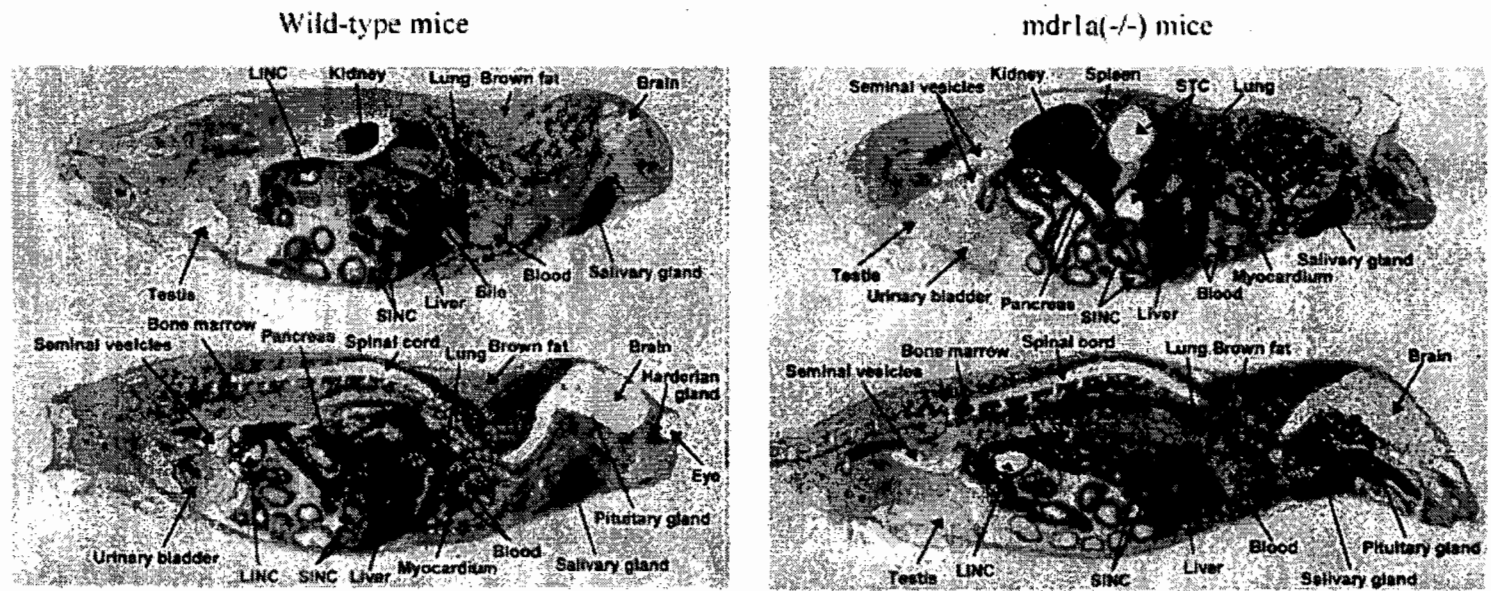 Wild-type mice
mdr1a(-/-) mice
LINC Kidney Lung Brown fat Brain
Testis SINC Liver Bile Blood Salivary gland
Seminal vesicles Kidney Spleen STC Lung
Testis Urinary bladder Pancreas SINC Liver Blood Myocardium Salivary gland
Seminal vesicles Bone marrow Pancreas Spinal cord Lung Brown fat Brain Harderian gland
Eye
Urinary bladder LINC SINC Liver Myocardium Blood Salivary gland Pituitary gland
Seminal vesicles Bone marrow Spinal cord Lung Brown fat Brain
Testis LINC SINC Liver Blood Salivary gland Pituitary gland